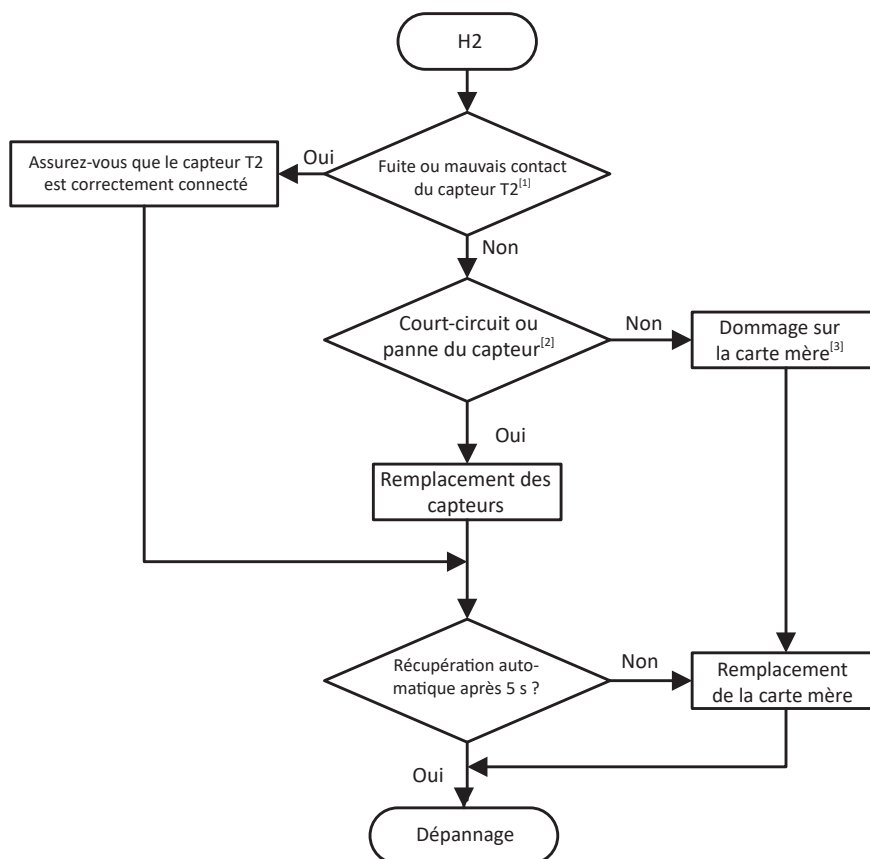 H2
Assurez-vous que le capteur T2
est correctement connecté
Oui
Fuite ou mauvais contact
du capteur T2[1]
Non
Court-circuit ou
panne du capteur[2]
Non
Dommage sur
la carte mère[3]
Oui
Remplacement des
capteurs
Récupération auto-
matique après 5 s ?
Non
Remplacement
de la carte mère
Oui
Dépannage